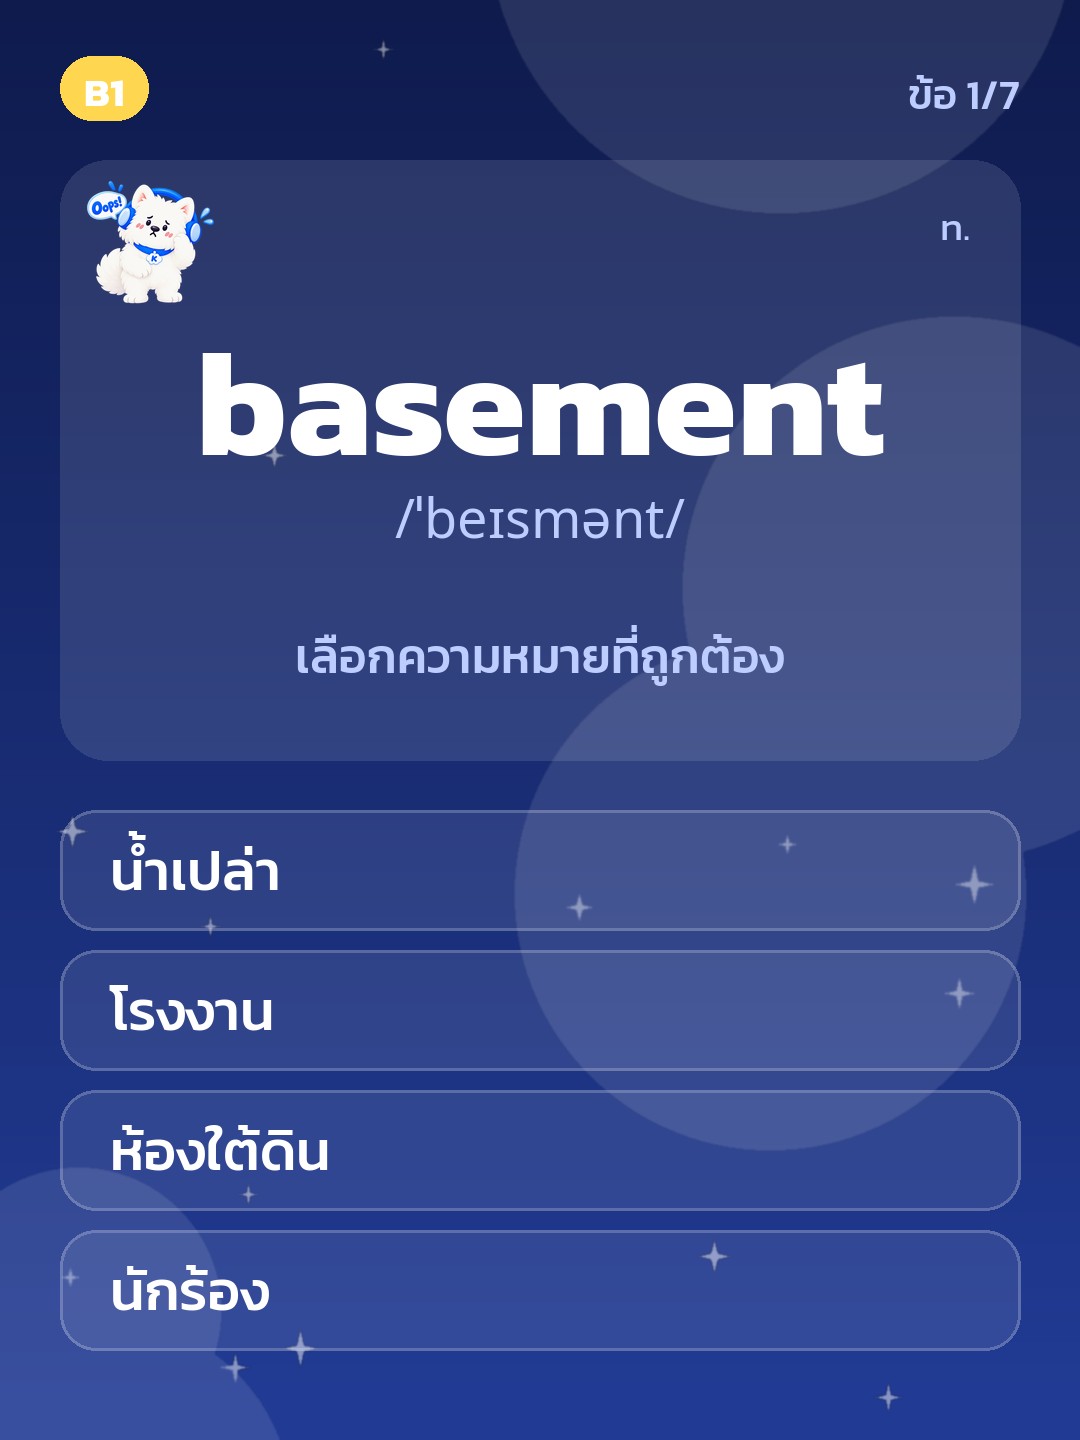 B1
ข้อ 1/7
Oops!
n.
K
basement
/ˈbeɪsmənt/
เลือกความหมายที่ถูกต้อง
น้ำเปล่า
โรงงาน
ห้องใต้ดิน
นักร้อง